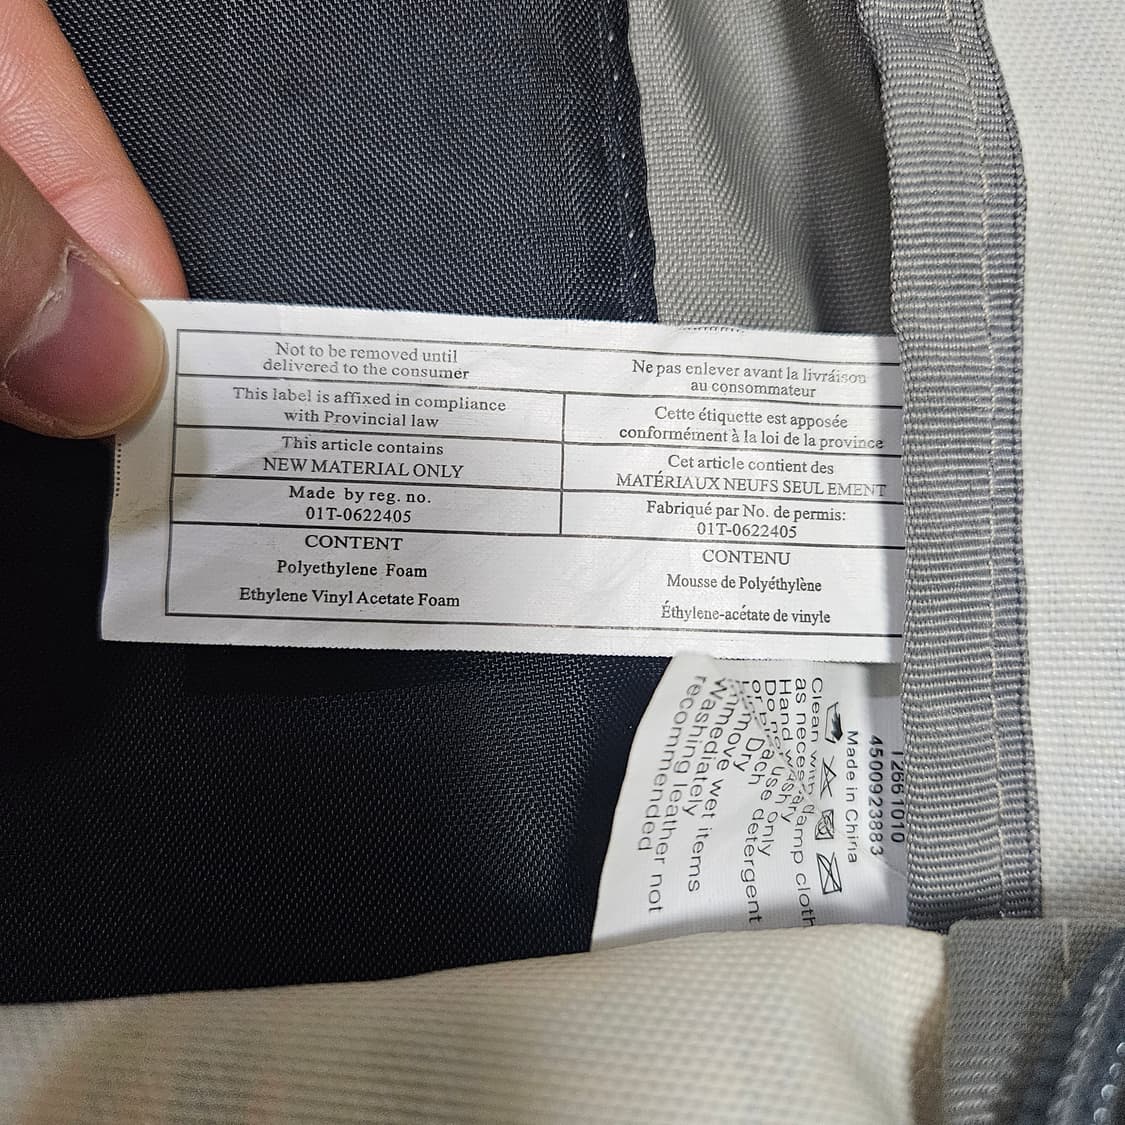 Not to be removed until
delivered to the consumer
Ne pas enlever avant la livráison
au consommateur
This label is affixed in compliance
with Provincial law
Cette étiquette est apposée
conformément à la loi de la province
This article contains
NEW MATERIAL ONLY
Cet article contient des
MATÉRIAUX NEUFS SEULEMENT
Made by reg. no.
01T-0622405
Fabriqué par No. de permis:
01T-0622405
CONTENT
Polyethylene Foam
Ethylene Vinyl Acetate Foam
CONTENU
Mousse de Polyéthylène
Éthylene-acétate de vinyle
12661010
4500923883
Made in China
Clean with damp cloth
as necessary
Hand wash
Do not use
detergent
Dry
wet items
recommended